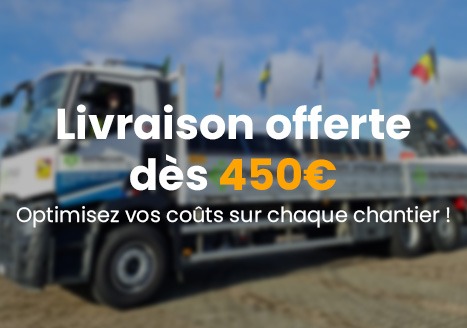 Livraison offerte
dès 450€
Optimisez vos coûts sur chaque chantier !